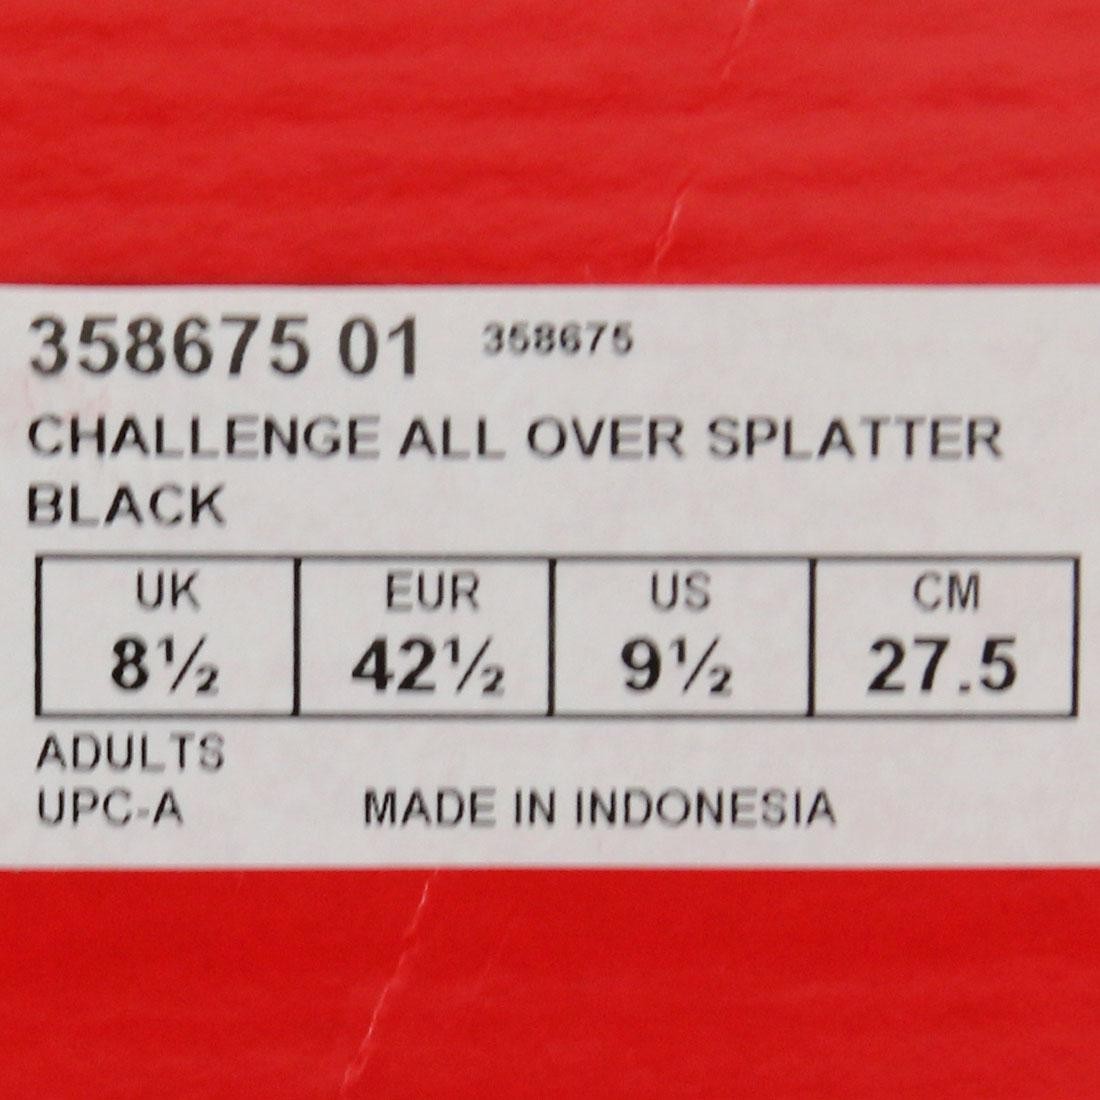 358675 01 358675
CHALLENGE ALL OVER SPLATTER
BLACK
UK EUR US CM
8½ 42½ 9½ 27.5
ADULTS
UPC-A MADE IN INDONESIA